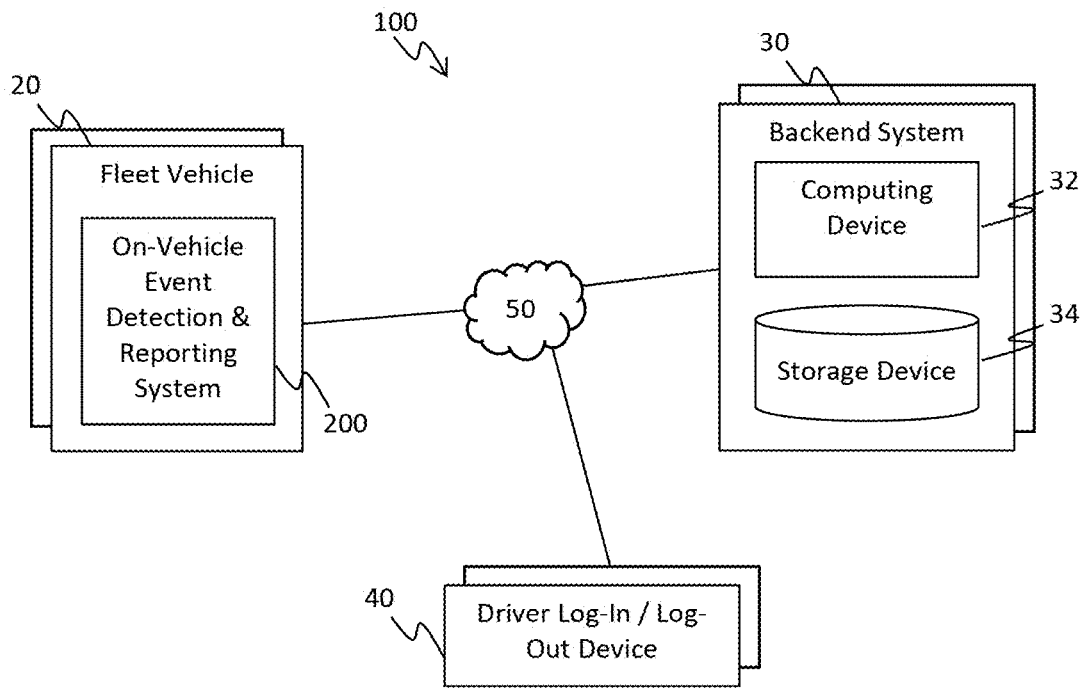 100
20
30
Fleet Vehicle
On-Vehicle
Event
Detection &
Reporting
System
200
Backend System
Computing
Device
32
34
Storage Device
50
40
Driver Log-In / Log-
Out Device